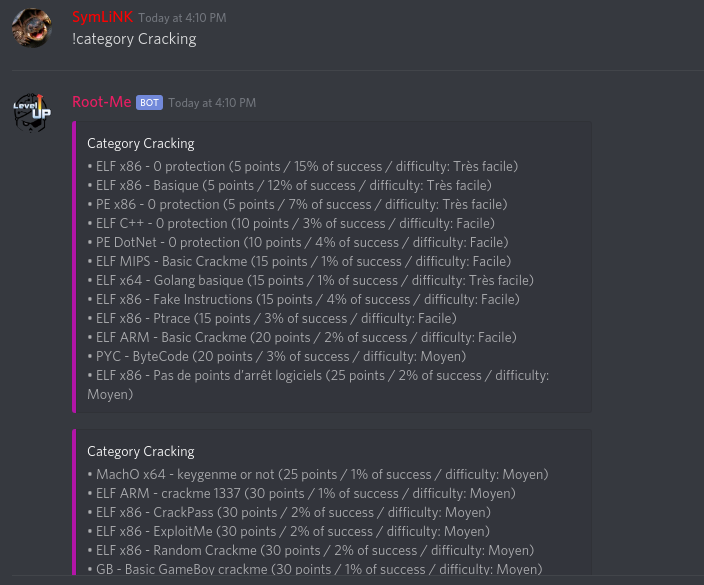 SymLiNK Today at 4:10 PM
!category Cracking
Level UP
Root-Me BOT Today at 4:10 PM
Category Cracking
• ELF x86 - 0 protection (5 points / 15% of success / difficulty: Très facile)
• ELF x86 - Basique (5 points / 12% of success / difficulty: Très facile)
• PE x86 - 0 protection (5 points / 7% of success / difficulty: Très facile)
• ELF C++ - 0 protection (10 points / 3% of success / difficulty: Facile)
• PE DotNet - 0 protection (10 points / 4% of success / difficulty: Facile)
• ELF MIPS - Basic Crackme (15 points / 1% of success / difficulty: Facile)
• ELF x64 - Golang basique (15 points / 1% of success / difficulty: Très facile)
• ELF x86 - Fake Instructions (15 points / 4% of success / difficulty: Facile)
• ELF x86 - Ptrace (15 points / 3% of success / difficulty: Facile)
• ELF ARM - Basic Crackme (20 points / 2% of success / difficulty: Facile)
• PYC - ByteCode (20 points / 3% of success / difficulty: Moyen)
• ELF x86 - Pas de points d'arrêt logiciels (25 points / 2% of success / difficulty:
Moyen)
Category Cracking
• MachO x64 - keygenme or not (25 points / 1% of success / difficulty: Moyen)
• ELF ARM - crackme 1337 (30 points / 1% of success / difficulty: Moyen)
• ELF x86 - CrackPass (30 points / 2% of success / difficulty: Moyen)
• ELF x86 - ExploitMe (30 points / 2% of success / difficulty: Moyen)
• ELF x86 - Random Crackme (30 points / 2% of success / difficulty: Moyen)
• GB - Basic GameBoy crackme (30 points / 1% of success / difficulty: Moyen)